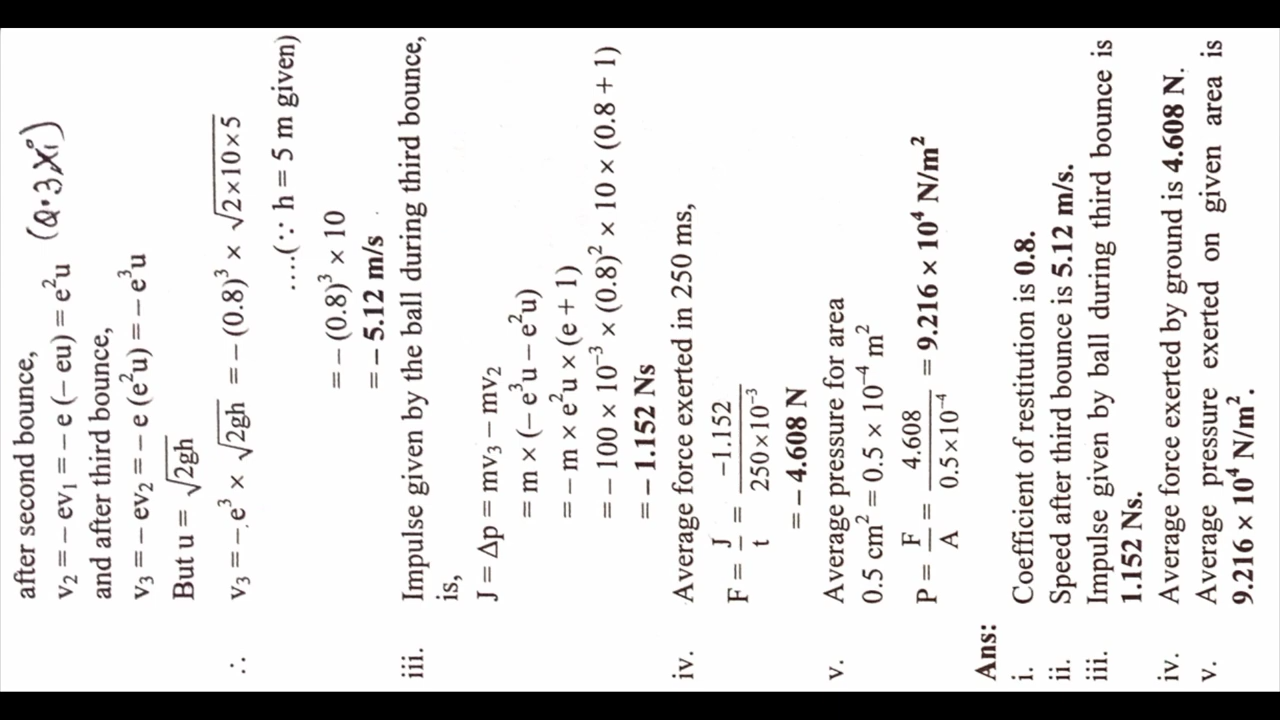 after second bounce, (Q.3 Xi)
v₂ = – ev₁ = – e (– eu) = e²u
and after third bounce,
v₃ = – ev₂ = – e (e²u) = – e³u
But u = √2gh
∴ v₃ = – e³ × √2gh = – (0.8)³ × √2×10×5
....(∵ h = 5 m given)
= – (0.8)³ × 10
= – 5.12 m/s
iii. Impulse given by the ball during third bounce,
is,
J = Δp = mv₃ – mv₂
= m × (– e³u – e²u)
= – m × e²u × (e + 1)
= – 100 × 10⁻³ × (0.8)² × 10 × (0.8 + 1)
= – 1.152 Ns
iv. Average force exerted in 250 ms,
F = J/t = –1.152/250×10⁻³
= – 4.608 N
v. Average pressure for area
0.5 cm² = 0.5 × 10⁻⁴ m²
P = F/A = 4.608/0.5×10⁻⁴ = 9.216 × 10⁴ N/m²
Ans:
i. Coefficient of restitution is 0.8.
ii. Speed after third bounce is 5.12 m/s.
iii. Impulse given by ball during third bounce is
1.152 Ns.
iv. Average force exerted by ground is 4.608 N.
v. Average pressure exerted on given area is
9.216 × 10⁴ N/m².